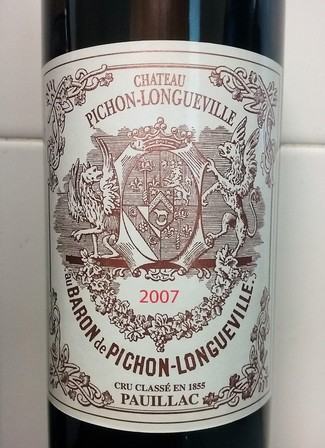 CHATEAU
PICHON-LONGUEVILLE
2007
au BARON de PICHON-LONGUEVILLE
CRU CLASSÉ EN 1855
PAUILLAC